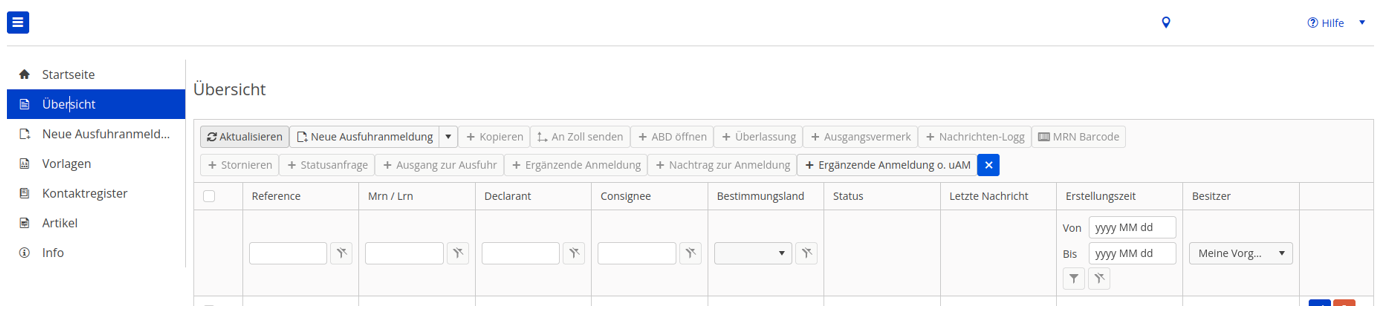 Hilfe
Startseite
Übersicht
Neue Ausfuhranmeld...
Vorlagen
Kontaktregister
Artikel
Info
Übersicht
Aktualisieren Neue Ausfuhranmeldung + Kopieren An Zoll senden + ABD öffnen + Überlassung + Ausgangsvermerk + Nachrichten-Logg MRN Barcode
+ Stornieren + Statusanfrage + Ausgang zur Ausfuhr + Ergänzende Anmeldung + Nachtrag zur Anmeldung + Ergänzende Anmeldung o. uAM
Reference Mrn / Lrn Declarant Consignee Bestimmungsland Status Letzte Nachricht Erstellungszeit Besitzer
Von yyyy MM dd
Bis yyyy MM dd Meine Vorg...